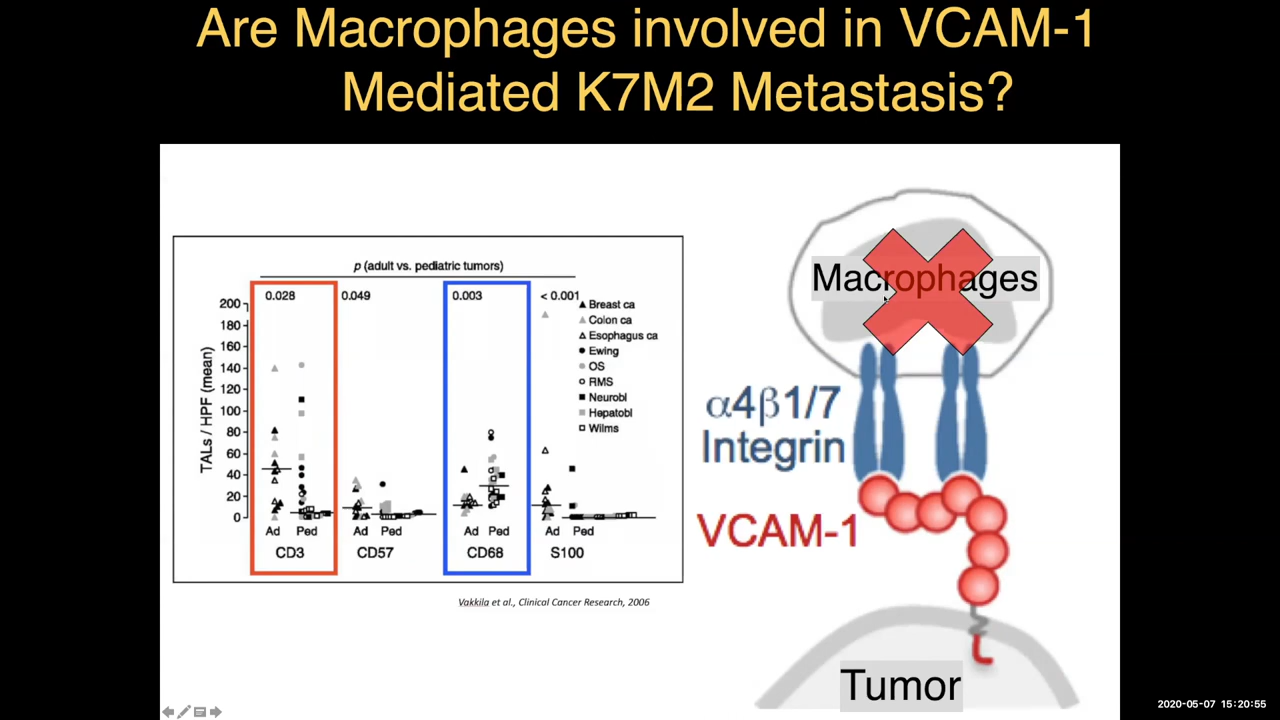 Are Macrophages involved in VCAM-1
Mediated K7M2 Metastasis?
p (adult vs. pediatric tumors)
0.028
0.049
0.003
< 0.001
TALs / HPF (mean)
200
180
160
140
120
100
80
60
40
20
0
Breast ca
Colon ca
Esophagus ca
Ewing
OS
RMS
Neurobl
Hepatobl
Wilms
Ad Ped
Ad Ped
Ad Ped
Ad Ped
CD3
CD57
CD68
S100
Vakkila et al., Clinical Cancer Research, 2006
Macrophages
α4β1/7
Integrin
VCAM-1
Tumor
2020-05-07 15:20:55